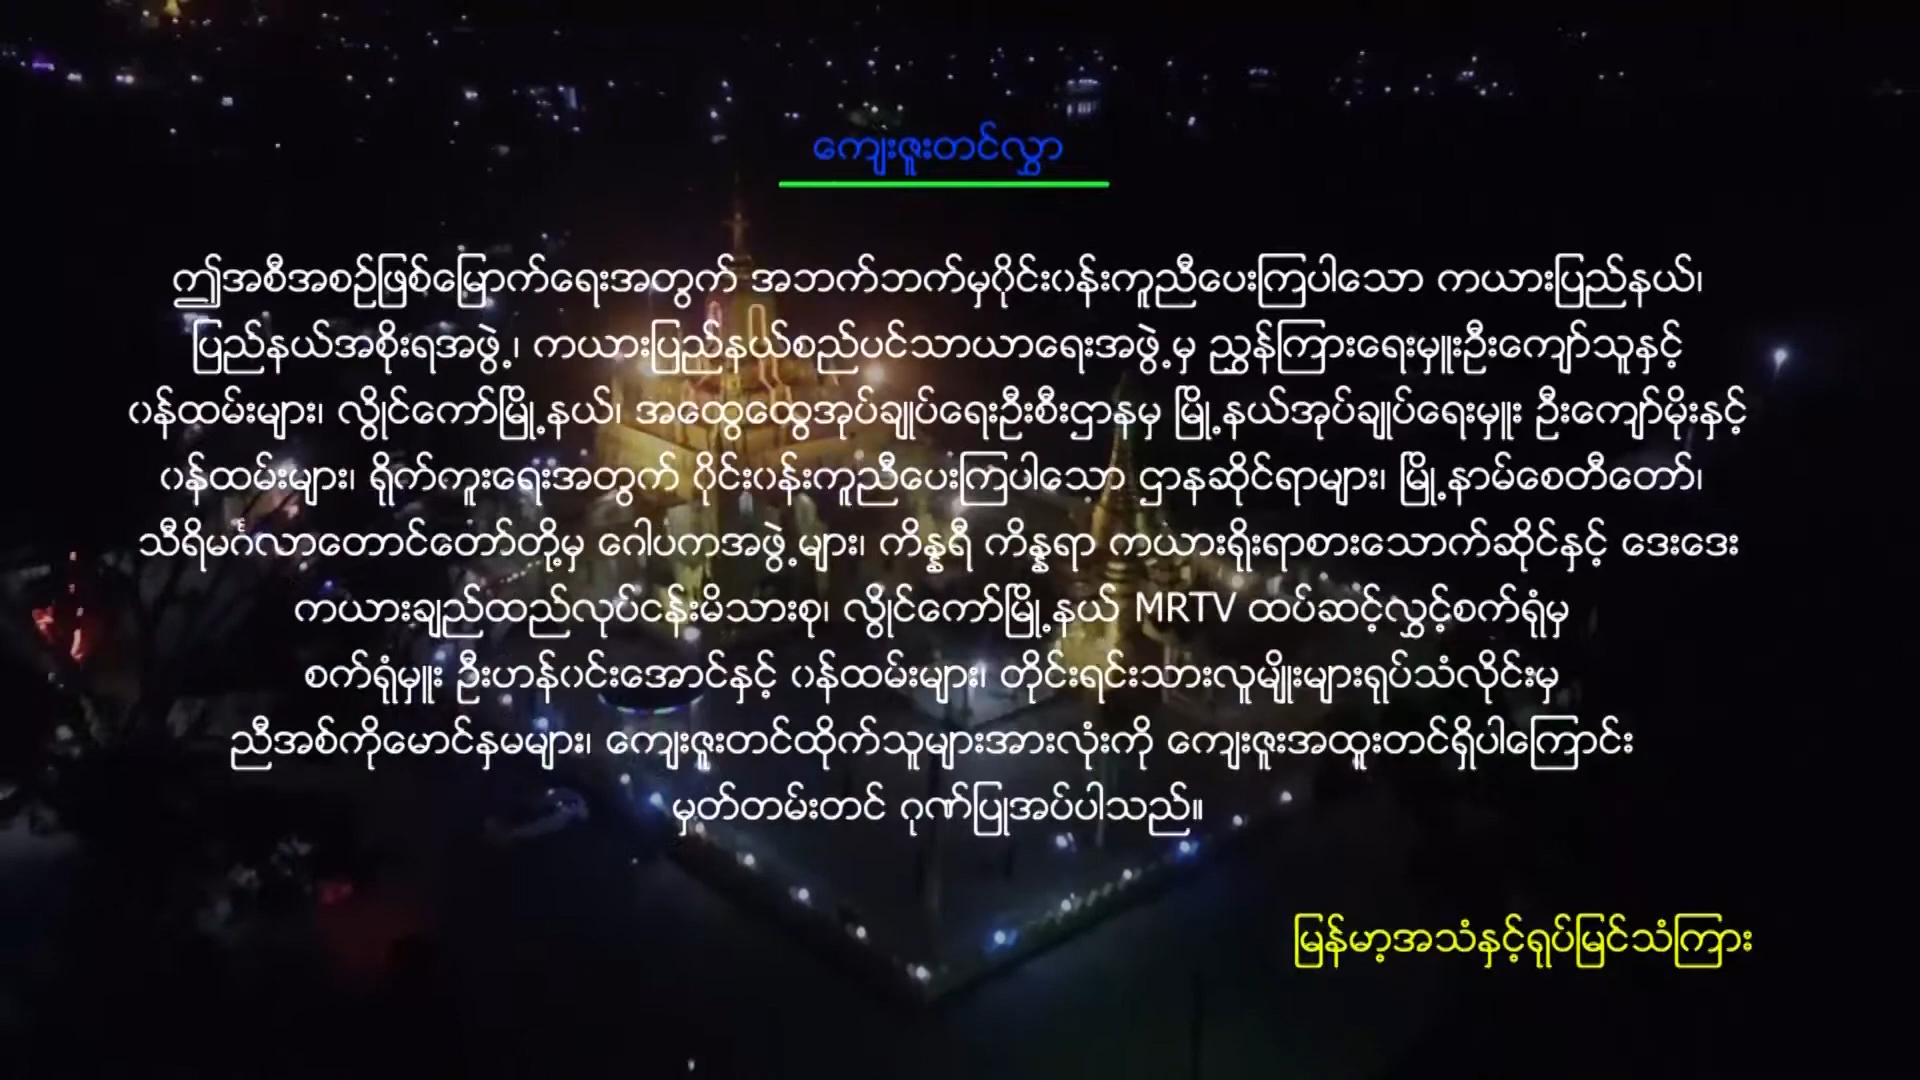 ကျေးဇူးတင်လွှာ
ဤအစီအစဉ်ဖြစ်မြောက်ရေးအတွက် အဘက်ဘက်မှပိုင်းဝန်းကူညီပေးကြပါသော ကယားပြည်နယ်၊
ပြည်နယ်အစိုးရအဖွဲ့၊ ကယားပြည်နယ်စည်ပင်သာယာရေးအဖွဲ့မှ ညွှန်ကြားရေးမှူးဦးကျော်သူနှင့်
ဝန်ထမ်းများ၊ လွိုင်ကော်မြို့နယ်၊ အထွေထွေအုပ်ချုပ်ရေးဦးစီးဌာနမှ မြို့နယ်အုပ်ချုပ်ရေးမှူး ဦးကျော်မိုးနှင့်
ဝန်ထမ်းများ၊ ရိုက်ကူးရေးအတွက် ဝိုင်းဝန်းကူညီပေးကြပါသော ဌာနဆိုင်ရာများ၊ မြို့နာမ်စေတီတော်၊
သီရိမင်္ဂလာတောင်တော်တို့မှ ဂေါပကအဖွဲ့များ၊ ကိန္နရီ ကိန္နရာ ကယားရိုးရာစားသောက်ဆိုင်နှင့် ဒေးဒေး
ကယားချည်ထည်လုပ်ငန်းမိသားစု၊ လွိုင်ကော်မြို့နယ် MRTV ထပ်ဆင့်လွှင့်စက်ရုံမှ
စက်ရုံမှူး ဦးဟန်ဝင်းအောင်နှင့် ဝန်ထမ်းများ၊ တိုင်းရင်းသားလူမျိုးများရုပ်သံလိုင်းမှ
ညီအစ်ကိုမောင်နှမများ၊ ကျေးဇူးတင်ထိုက်သူများအားလုံးကို ကျေးဇူးအထူးတင်ရှိပါကြောင်း
မှတ်တမ်းတင် ဂုဏ်ပြုအပ်ပါသည်။
မြန်မာ့အသံနှင့်ရုပ်မြင်သံကြား